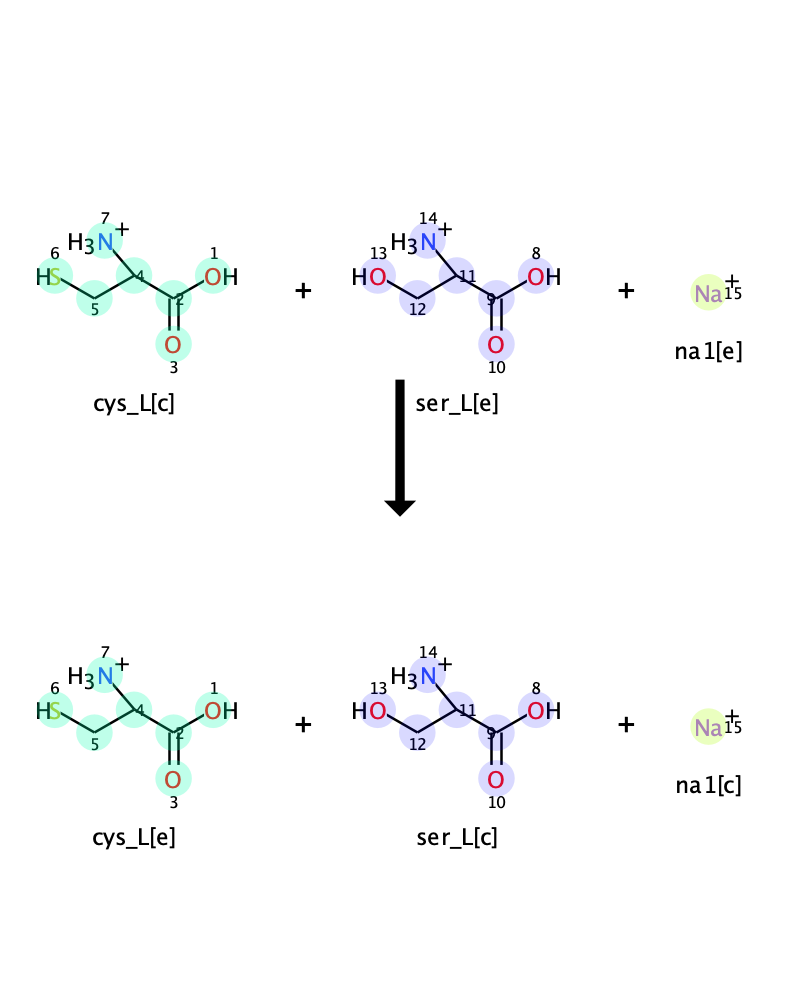 7 14
H3N+ H3N+
6 1 13 8
HS 4 OH + HO 11 OH + Na+ 15
5 2 12 9
O O
3 10
na1[e]
cys_L[c] ser_L[e]
7 14
H3N+ H3N+
6 1 13 8
HS 4 OH + HO 11 OH + Na+ 15
5 2 12 9
O O
3 10
na1[c]
cys_L[e] ser_L[c]